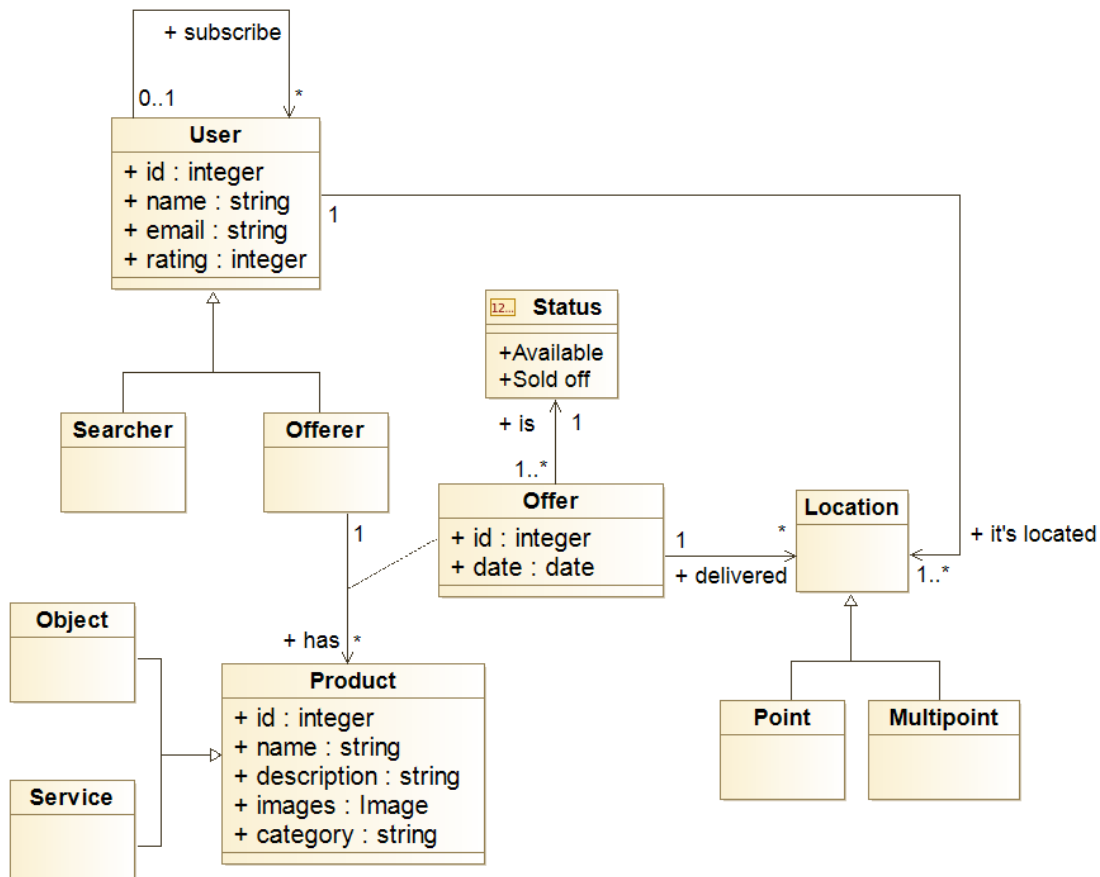 + subscribe
0..1
*
User
+ id : integer
+ name : string
+ email : string
+ rating : integer
1
12...
Status
+Available
+Sold off
+ is
1
1..*
Searcher
Offerer
1
Offer
+ id : integer
+ date : date
1
+ delivered
*
Location
+ it's located
1..*
Object
+ has
*
Product
+ id : integer
+ name : string
+ description : string
+ images : Image
+ category : string
Service
Point
Multipoint